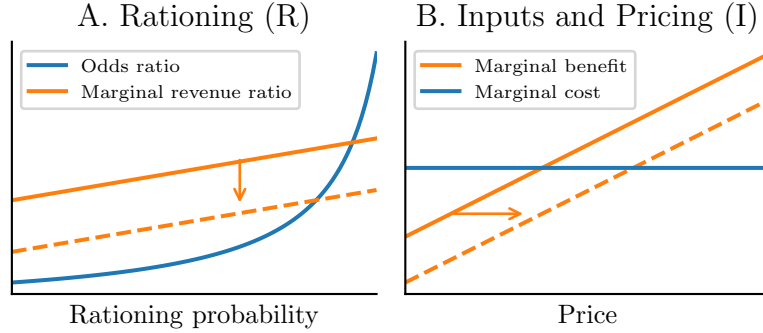 A. Rationing (R)
Odds ratio
Marginal revenue ratio
Rationing probability
B. Inputs and Pricing (I)
Marginal benefit
Marginal cost
Price